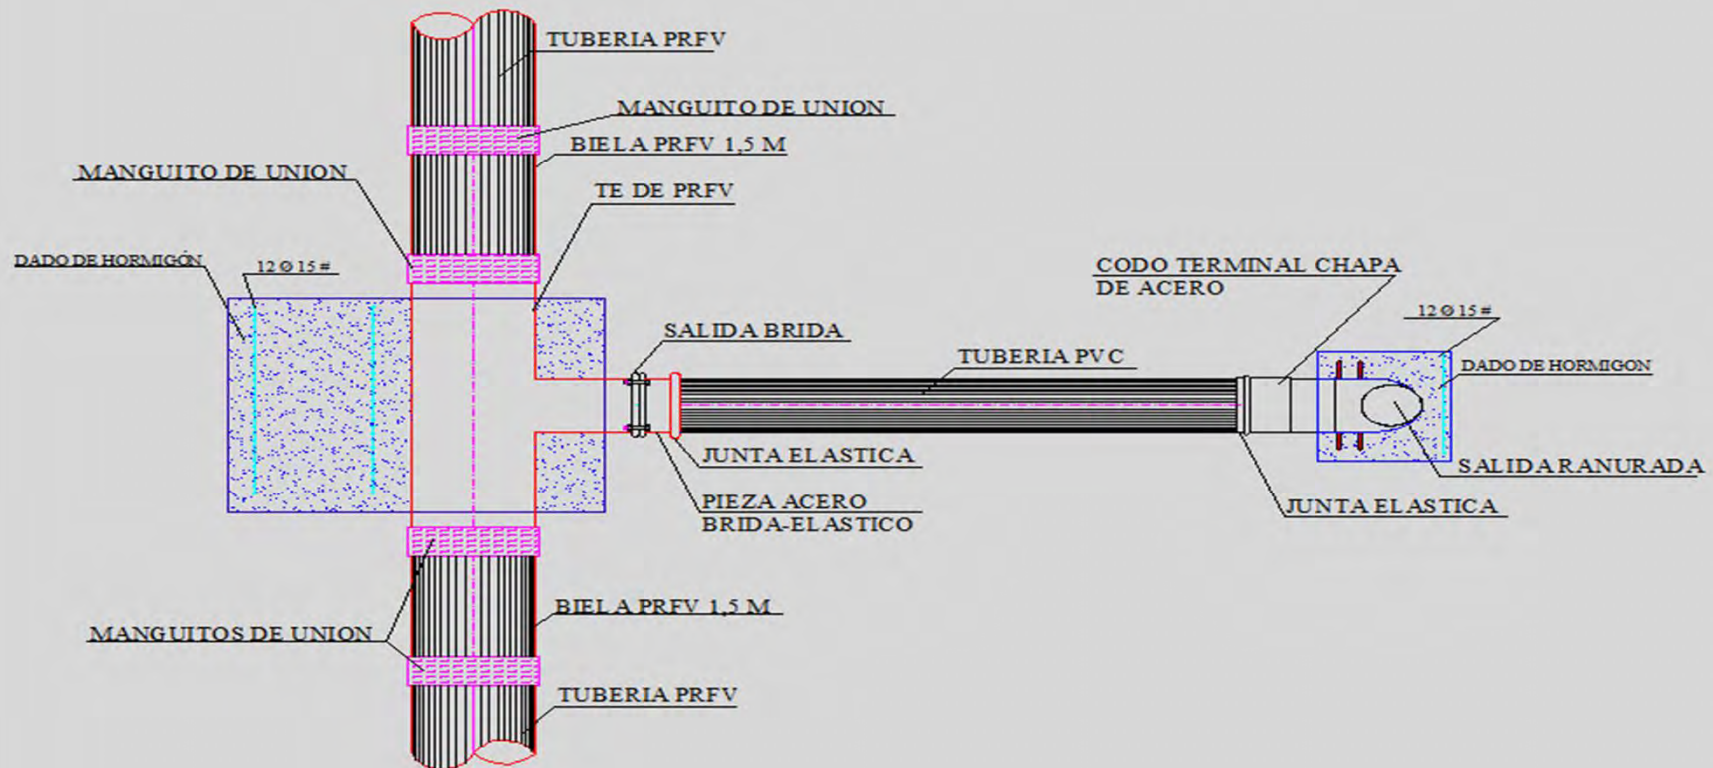 TUBERIA PRFV
MANGUITO DE UNION
BIELA PRFV 1,5 M
MANGUITO DE UNION
TE DE PRFV
DADO DE HORMIGÓN
12 Ø 15 #
CODO TERMINAL CHAPA
DE ACERO
12 Ø 15 #
SALIDA BRIDA
TUBERIA PVC
DADO DE HORMIGON
JUNTA ELASTICA
SALIDA RANURADA
PIEZA ACERO
BRIDA-ELASTICO
JUNTA ELASTICA
BIELA PRFV 1,5 M
MANGUITOS DE UNION
TUBERIA PRFV